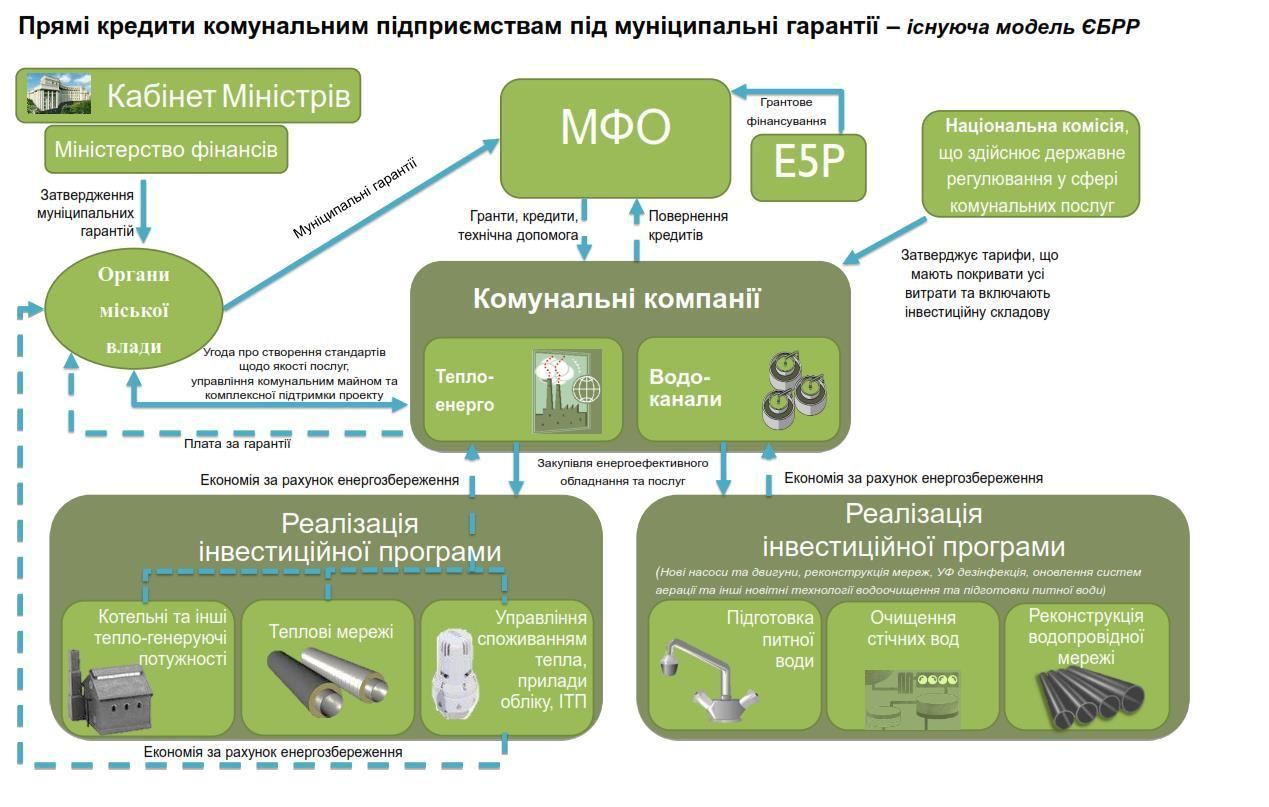 Прямі кредити комунальним підприємствам під муніципальні гарантії – існуюча модель ЄБРР
Кабінет Міністрів
Міністерство фінансів
Затвердження
муніципальних
гарантій
Муніципальні гарантії
МФО
Грантове
фінансування
E5P
Національна комісія,
що здійснює державне
регулювання у сфері
комунальних послуг
Гранти, кредити,
технічна допомога
Повернення
кредитів
Затверджує тарифи, що
мають покривати усі
витрати та включають
інвестиційну складову
Органи
міської
влади
Комунальні компанії
Тепло-
енерго
Водо-
канали
Угода про створення стандартів
щодо якості послуг,
управління комунальним майном та
комплексної підтримки проекту
Плата за гарантії
Економія за рахунок енергозбереження
Закупівля енергоефективного
обладнання та послуг
Економія за рахунок енергозбереження
Реалізація
інвестиційної програми
Котельні та інші
тепло-генеруючі
потужності
Теплові мережі
Управління
споживанням
тепла,
прилади
обліку, ІТП
Реалізація
інвестиційної програми
(Нові насоси та двигуни, реконструкція мереж, УФ дезінфекція, оновлення систем
аерації та інші новітні технології водоочищення та підготовки питної води)
Підготовка
питної
води
Очищення
стічних вод
Реконструкція
водопровідної
мережі
Економія за рахунок енергозбереження